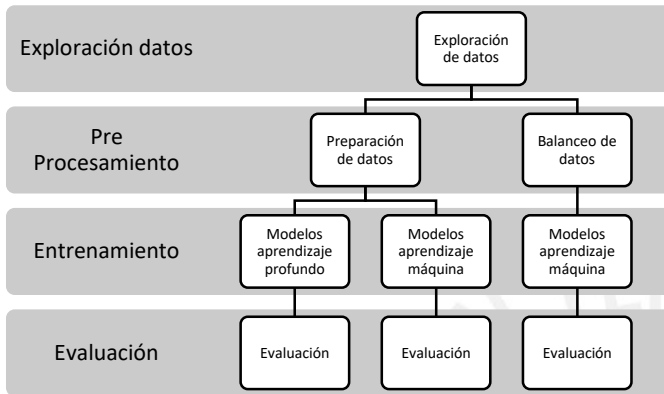 Exploración datos
Exploración
de datos
Pre
Procesamiento
Preparación
de datos
Balanceo de
datos
Entrenamiento
Modelos
aprendizaje
profundo
Modelos
aprendizaje
máquina
Modelos
aprendizaje
máquina
Evaluación
Evaluación
Evaluación
Evaluación